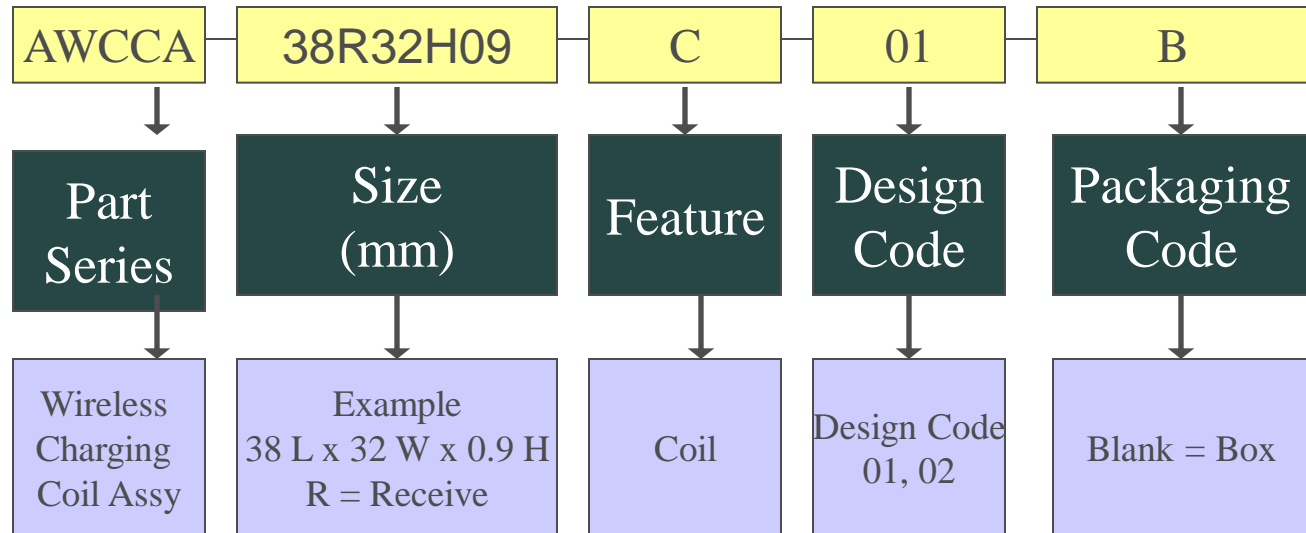 AWCCA
38R32H09
C
01
B
Part
Series
Size
(mm)
Feature
Design
Code
Packaging
Code
Wireless
Charging
Coil Assy
Example
38 L x 32 W x 0.9 H
R = Receive
Coil
Design Code
01, 02
Blank = Box